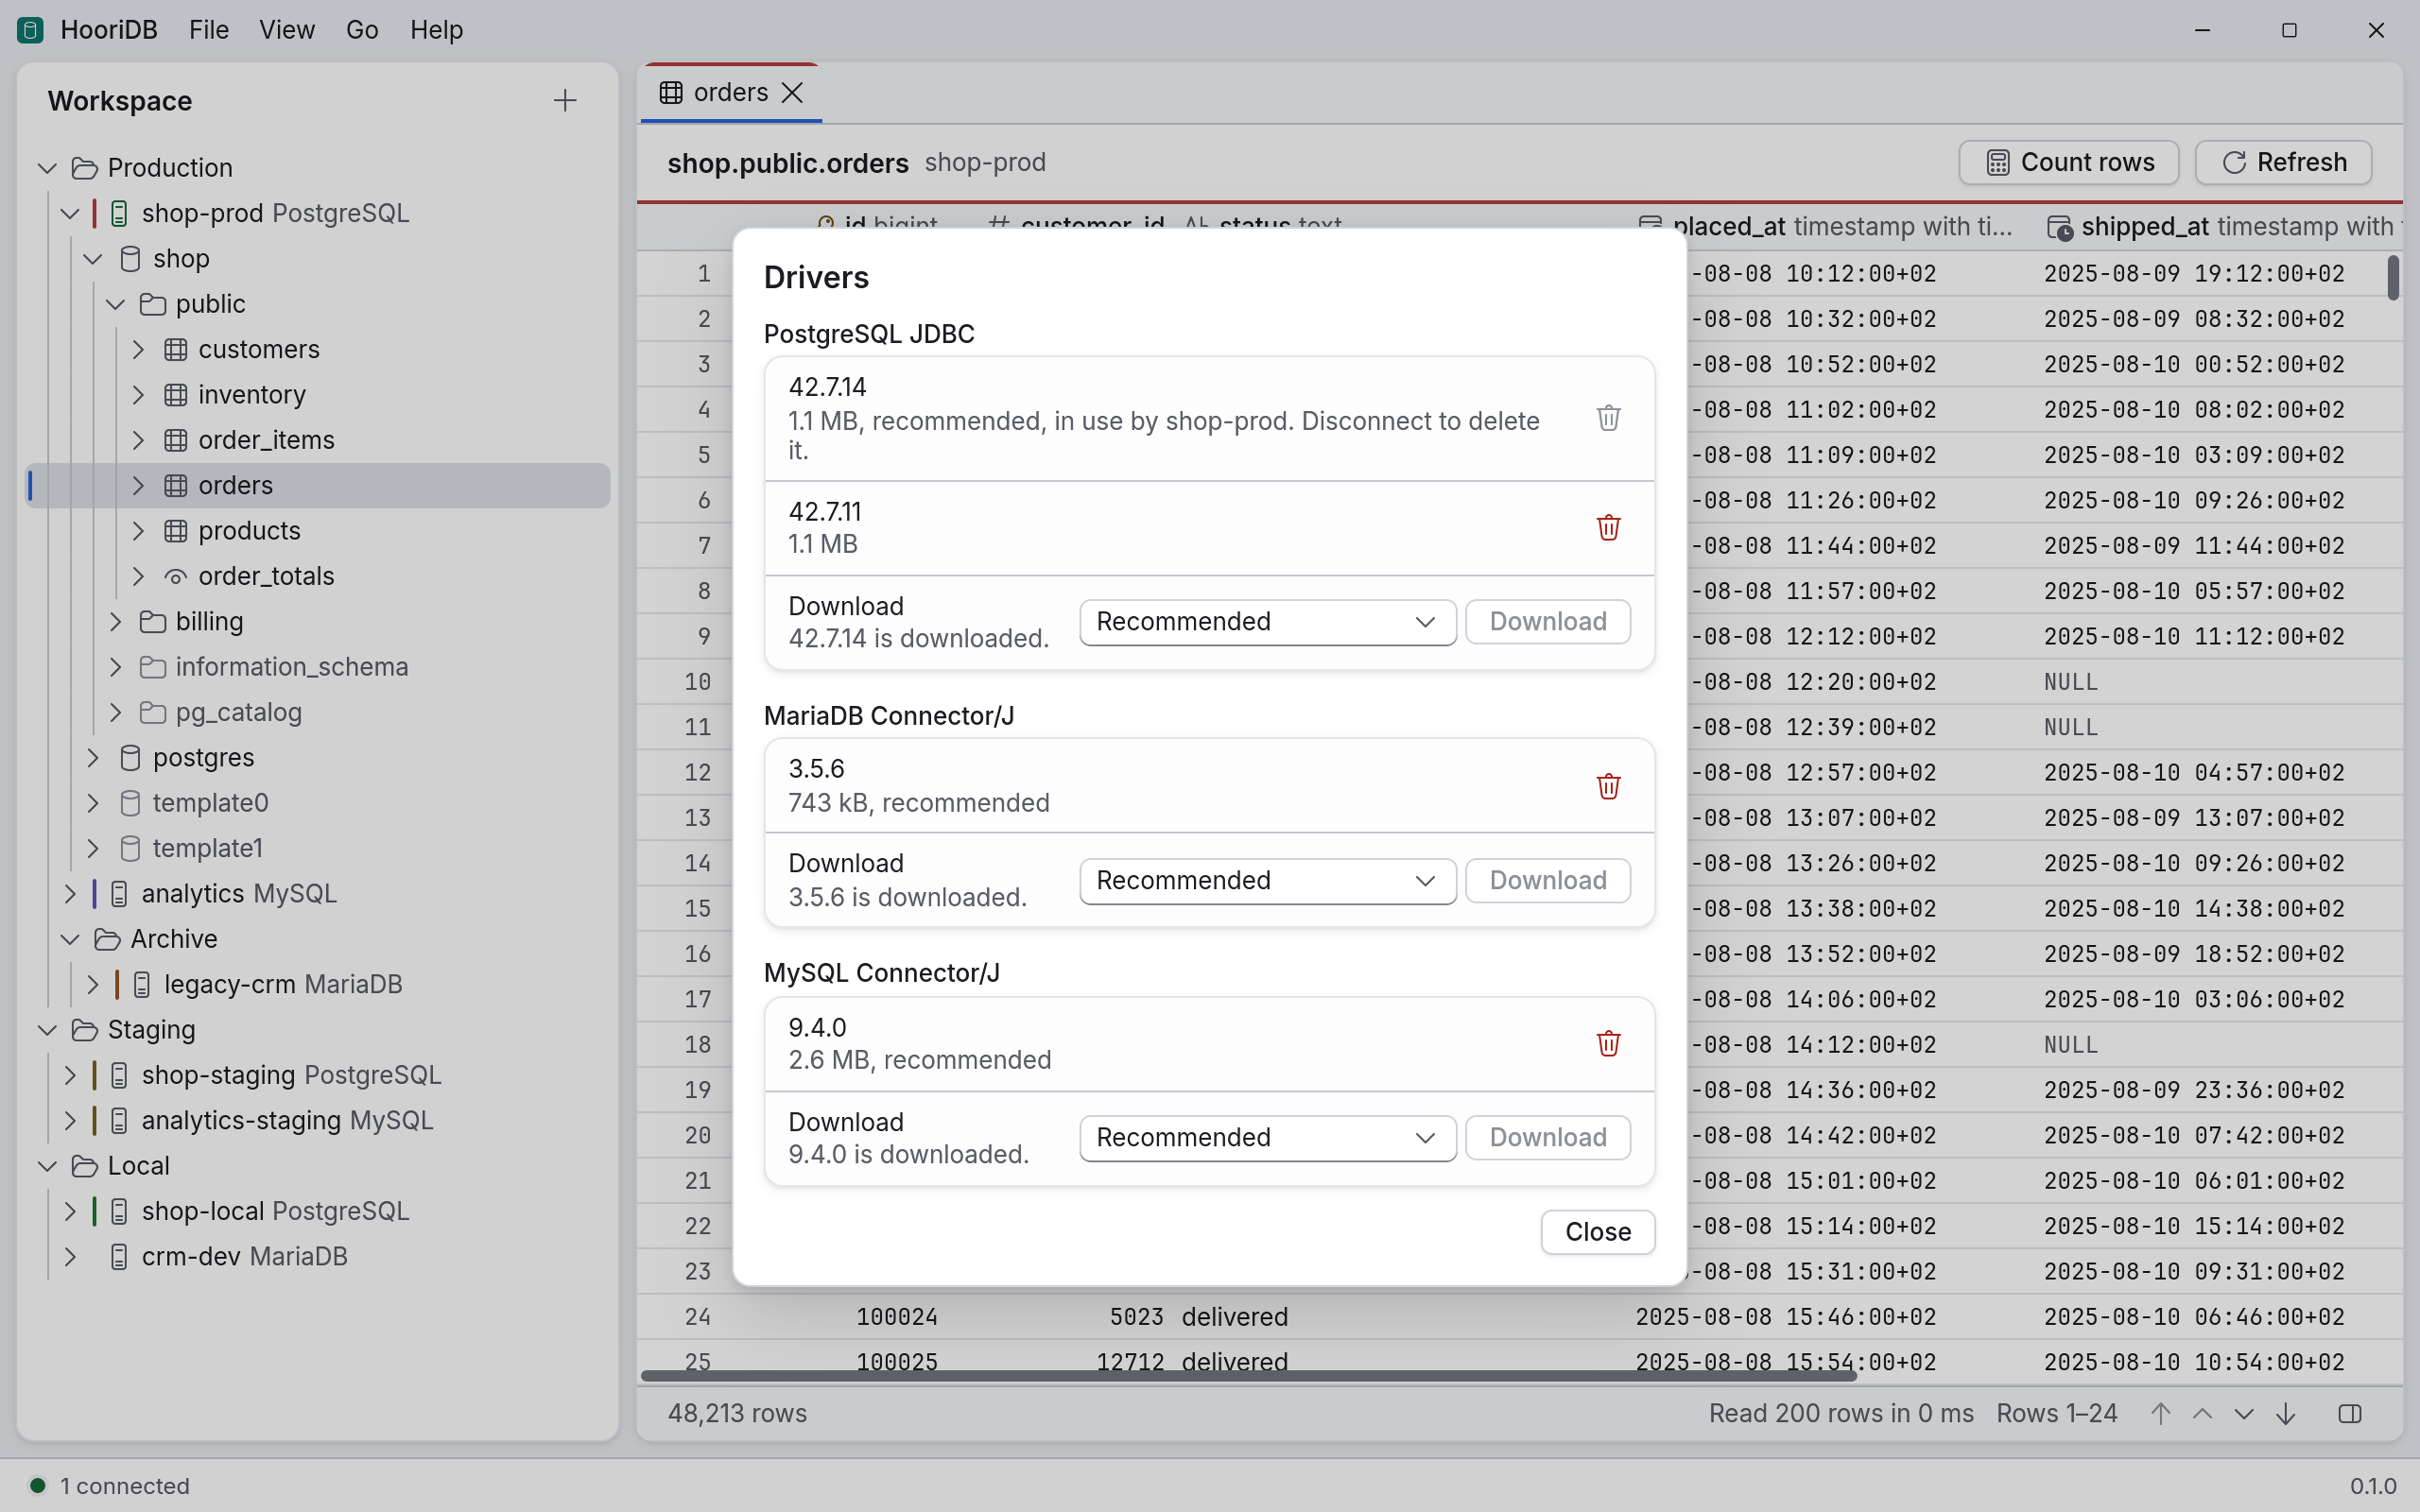 HooriDB File View Go Help
Workspace
Production
shop-prod PostgreSQL
shop
public
customers
inventory
order_items
orders
products
order_totals
billing
information_schema
pg_catalog
postgres
template0
template1
analytics MySQL
Archive
legacy-crm MariaDB
Staging
shop-staging PostgreSQL
analytics-staging MySQL
Local
shop-local PostgreSQL
crm-dev MariaDB
orders
shop.public.orders shop-prod
Count rows Refresh
id bigint customer_id status text placed_at timestamp with ti... shipped_at timestamp with
1 -08-08 10:12:00+02 2025-08-09 19:12:00+02
2 -08-08 10:32:00+02 2025-08-09 08:32:00+02
3 -08-08 10:52:00+02 2025-08-10 00:52:00+02
4 -08-08 11:02:00+02 2025-08-10 08:02:00+02
5 -08-08 11:09:00+02 2025-08-10 03:09:00+02
6 -08-08 11:26:00+02 2025-08-10 09:26:00+02
7 -08-08 11:44:00+02 2025-08-09 11:44:00+02
8 -08-08 11:57:00+02 2025-08-10 05:57:00+02
9 -08-08 12:12:00+02 2025-08-10 11:12:00+02
10 -08-08 12:20:00+02 NULL
11 -08-08 12:39:00+02 NULL
12 -08-08 12:57:00+02 2025-08-10 04:57:00+02
13 -08-08 13:07:00+02 2025-08-09 13:07:00+02
14 -08-08 13:26:00+02 2025-08-10 09:26:00+02
15 -08-08 13:38:00+02 2025-08-10 14:38:00+02
16 -08-08 13:52:00+02 2025-08-09 18:52:00+02
17 -08-08 14:06:00+02 2025-08-10 03:06:00+02
18 -08-08 14:12:00+02 NULL
19 -08-08 14:36:00+02 2025-08-09 23:36:00+02
20 -08-08 14:42:00+02 2025-08-10 07:42:00+02
21 -08-08 15:01:00+02 2025-08-10 06:01:00+02
22 -08-08 15:14:00+02 2025-08-10 15:14:00+02
23 -08-08 15:31:00+02 2025-08-10 09:31:00+02
24 100024 5023 delivered 2025-08-08 15:46:00+02 2025-08-10 06:46:00+02
25 100025 12712 delivered 2025-08-08 15:54:00+02 2025-08-10 10:54:00+02
Drivers
PostgreSQL JDBC
42.7.14
1.1 MB, recommended, in use by shop-prod. Disconnect to delete
it.
42.7.11
1.1 MB
Download
42.7.14 is downloaded.
Recommended Download
MariaDB Connector/J
3.5.6
743 kB, recommended
Download
3.5.6 is downloaded.
Recommended Download
MySQL Connector/J
9.4.0
2.6 MB, recommended
Download
9.4.0 is downloaded.
Recommended Download
Close
48,213 rows Read 200 rows in 0 ms Rows 1–24
1 connected 0.1.0